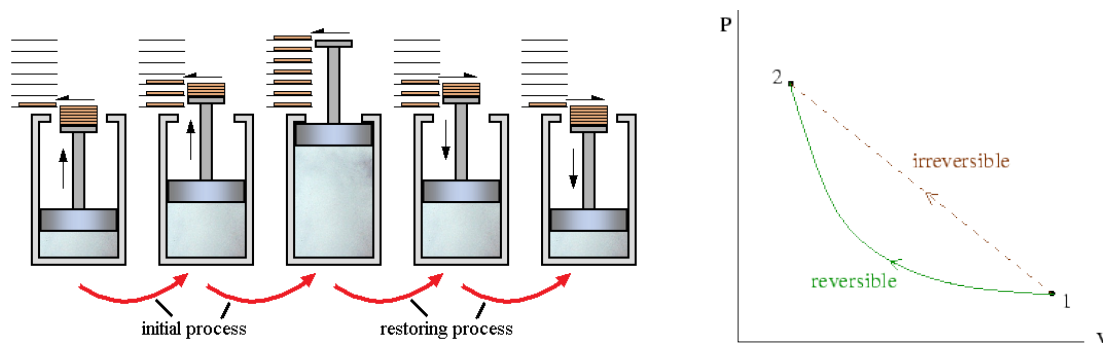 initial process
restoring process
P
2
irreversible
reversible
1
V